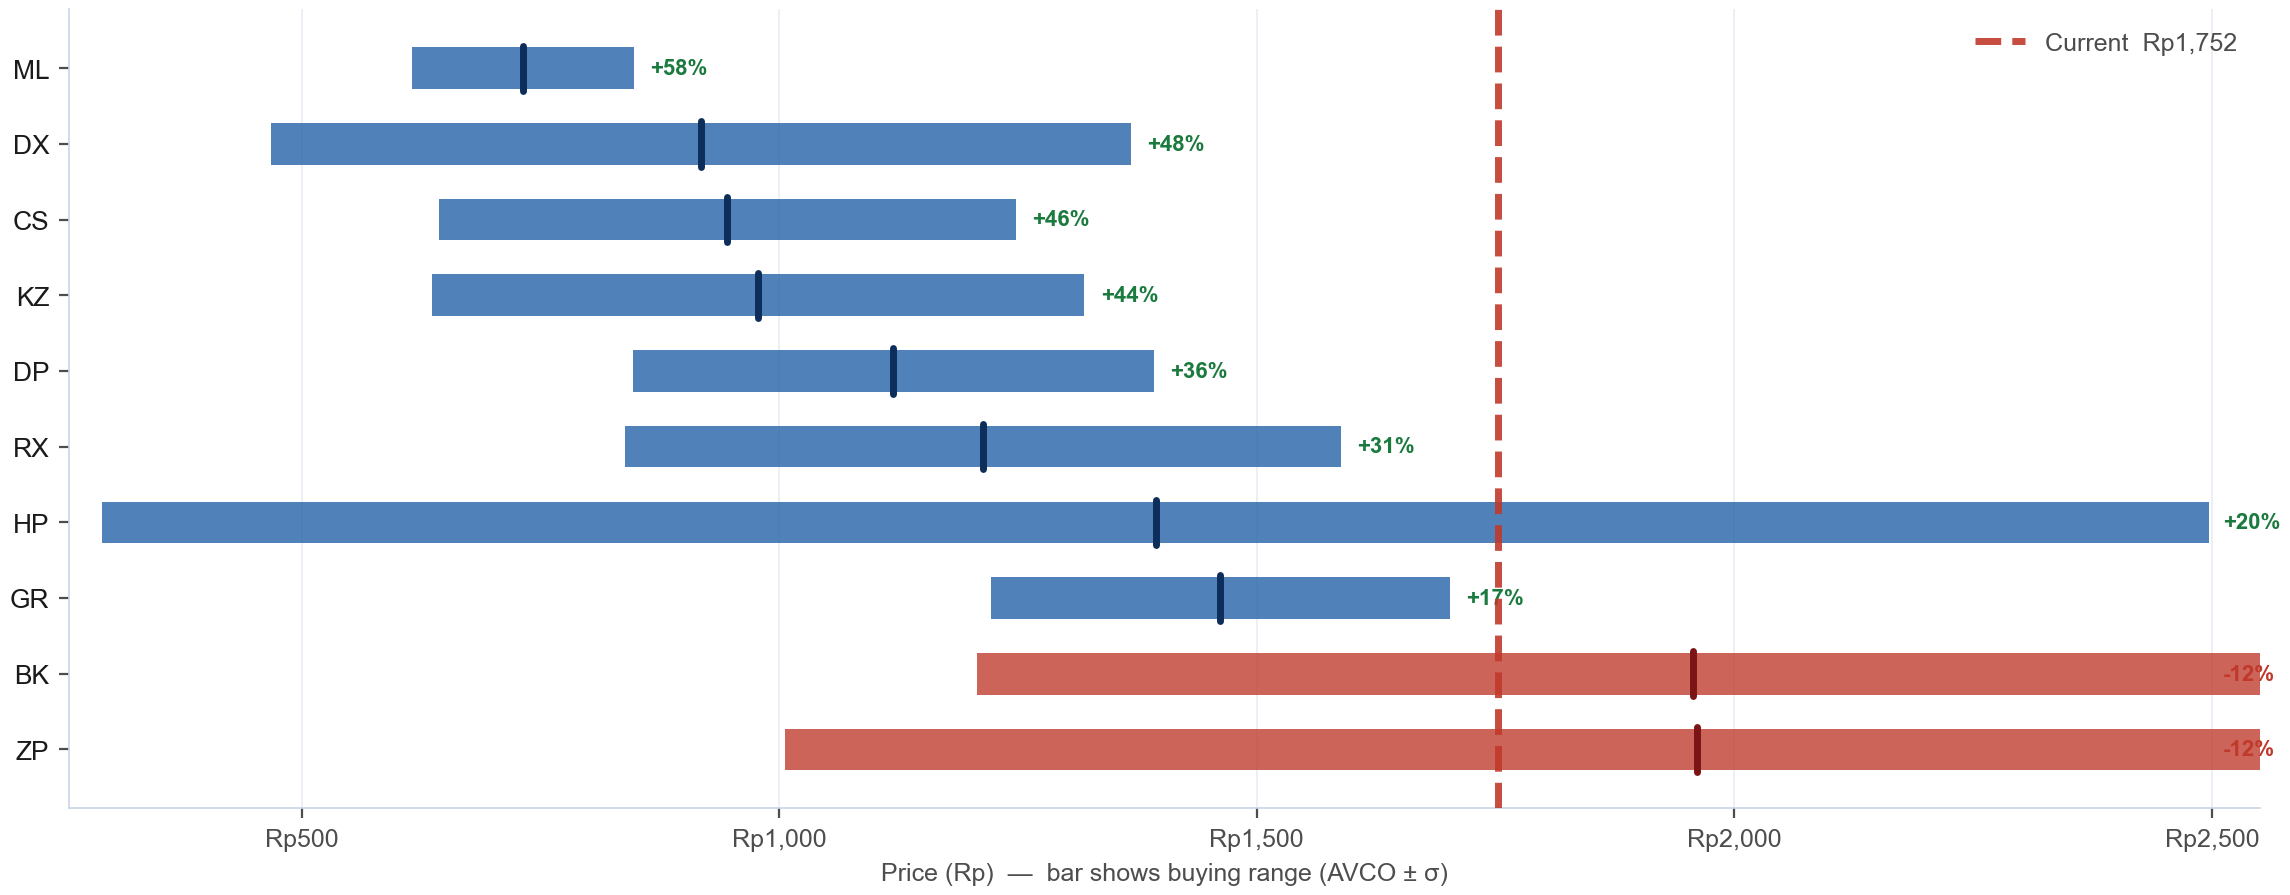 Current Rp1,752
ML +58%
DX +48%
CS +46%
KZ +44%
DP +36%
RX +31%
HP +20%
GR +17%
BK -12%
ZP -12%
Rp500 Rp1,000 Rp1,500 Rp2,000 Rp2,500
Price (Rp) — bar shows buying range (AVCO ± σ)